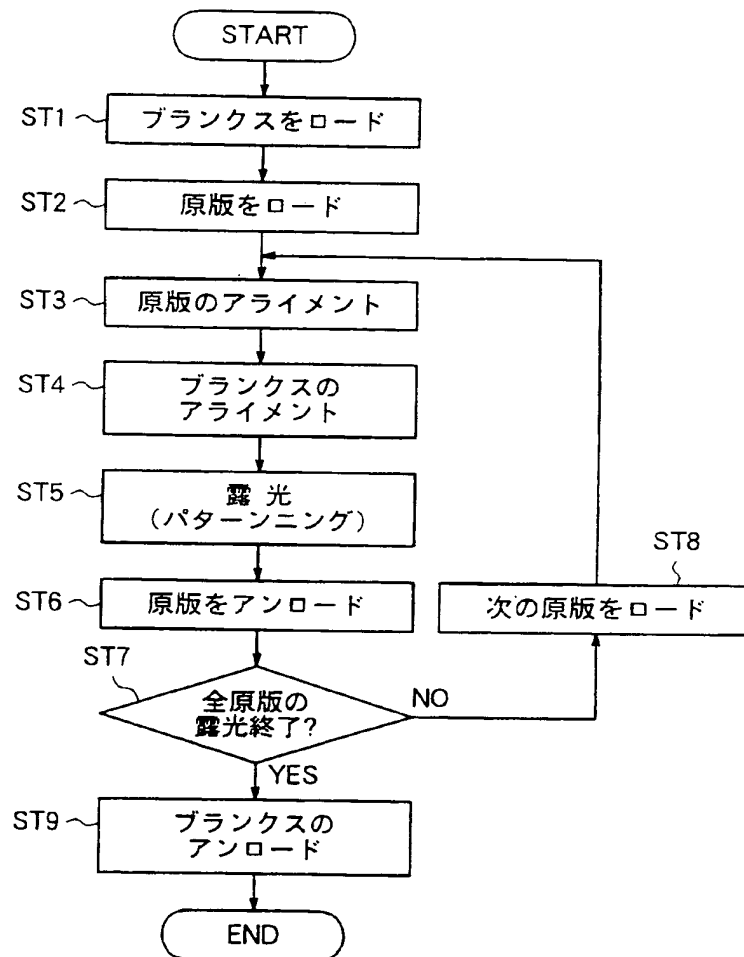 START
ST1
ブランクスをロード
ST2
原版をロード
ST3
原版のアライメント
ST4
ブランクスの
アライメント
ST5
露 光
(パターンニング)
ST6
原版をアンロード
ST8
次の原版をロード
ST7
全原版の
露光終了?
NO
YES
ST9
ブランクスの
アンロード
END